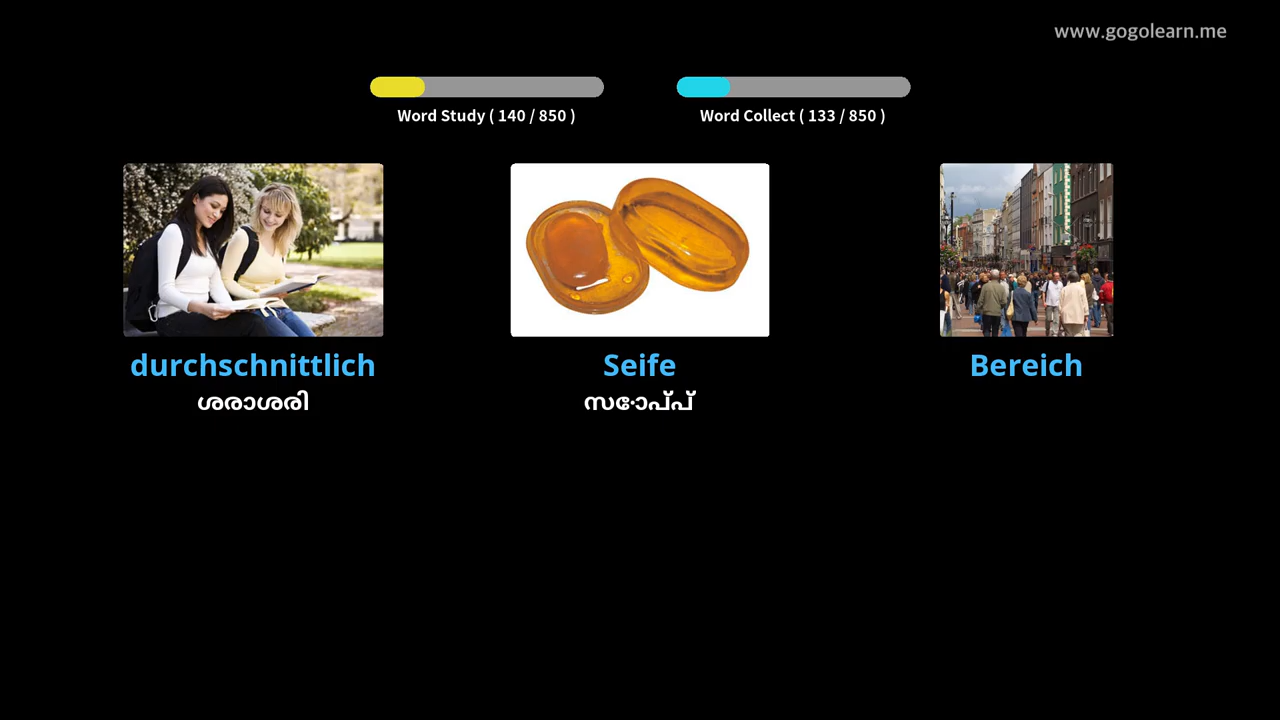 www.gogolearn.me
Word Study ( 140 / 850 )
Word Collect ( 133 / 850 )
durchschnittlich
Seife
Bereich
ശരാശരി
സോപ്പ്